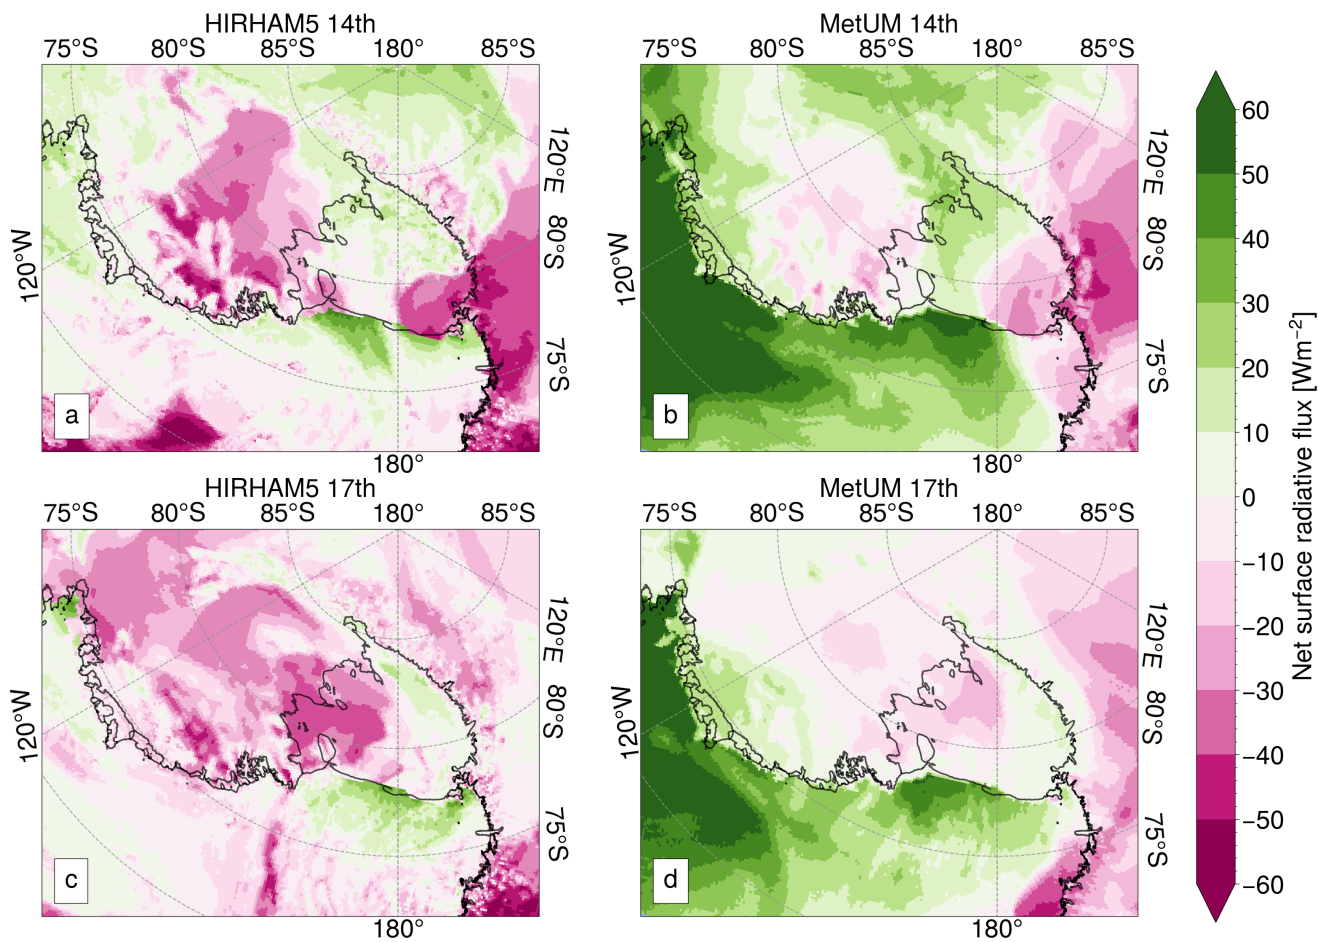 HIRHAM5 14th
75°S 80°S 85°S 180° 85°S
120°W
120°E
80°S
75°S
a
180°
MetUM 14th
75°S 80°S 85°S 180° 85°S
120°W
120°E
80°S
75°S
b
180°
HIRHAM5 17th
75°S 80°S 85°S 180° 85°S
120°W
120°E
80°S
75°S
c
180°
MetUM 17th
75°S 80°S 85°S 180° 85°S
120°W
120°E
80°S
75°S
d
180°
60
50
40
30
20
10
0
−10
−20
−30
−40
−50
−60
Net surface radiative flux [Wm⁻²]